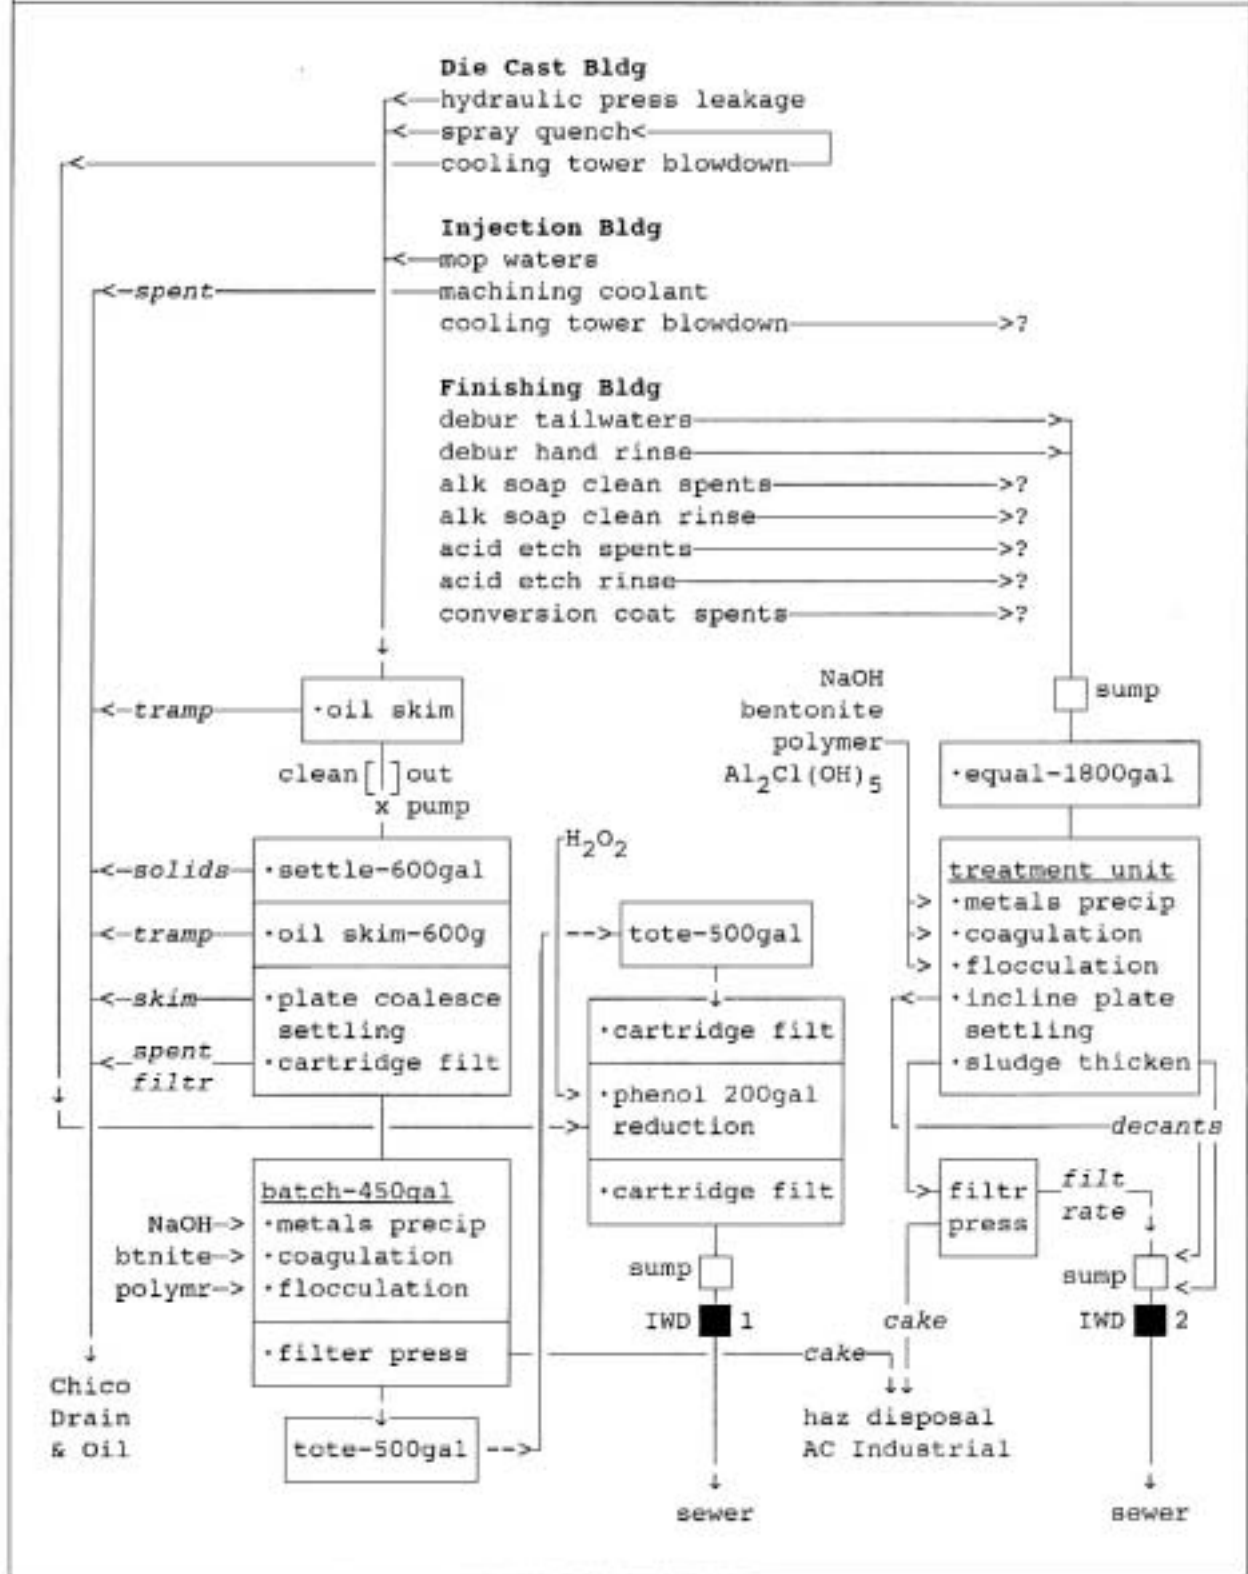 Die Cast Bldg
hydraulic press leakage
spray quench
cooling tower blowdown
Injection Bldg
mop waters
spent
machining coolant
cooling tower blowdown >?
Finishing Bldg
debur tailwaters
debur hand rinse
alk soap clean spents >?
alk soap clean rinse >?
acid etch spents >?
acid etch rinse >?
conversion coat spents >?
tramp
·oil skim
clean[ ]out
x pump
solids
·settle-600gal
tramp
·oil skim-600g
skim
·plate coalesce
settling
spent
filtr
·cartridge filt
batch-450gal
NaOH-> ·metals precip
btnite-> ·coagulation
polymr-> ·flocculation
·filter press
cake
tote-500gal -->
Chico
Drain
& Oil
H2O2
--> tote-500gal
·cartridge filt
·phenol 200gal
reduction
·cartridge filt
sump
IWD 1
sewer
NaOH
bentonite
polymer
Al2Cl(OH)5
sump
·equal-1800gal
treatment unit
·metals precip
·coagulation
·flocculation
·incline plate
settling
·sludge thicken
decants
filtr
press
filt
rate
sump
IWD 2
cake
haz disposal
AC Industrial
sewer